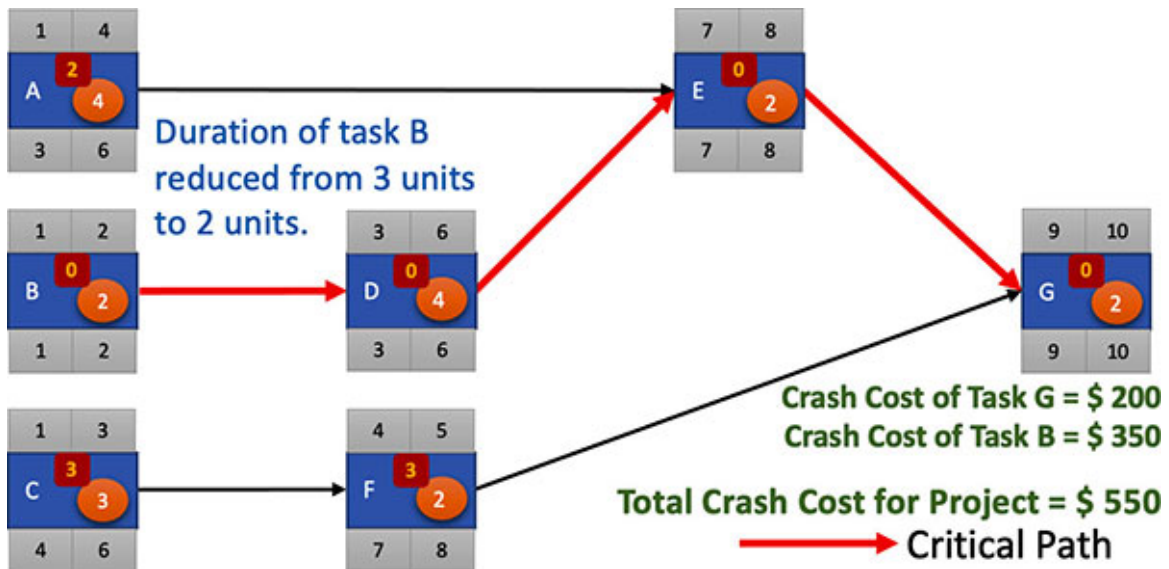 1 4
2
A 4
3 6
7 8
0
E 2
7 8
Duration of task B
reduced from 3 units
to 2 units.
1 2
0
B 2
1 2
3 6
0
D 4
3 6
9 10
0
G 2
9 10
1 3
3
C 3
4 6
4 5
3
F 2
7 8
Crash Cost of Task G = $ 200
Crash Cost of Task B = $ 350
Total Crash Cost for Project = $ 550
Critical Path